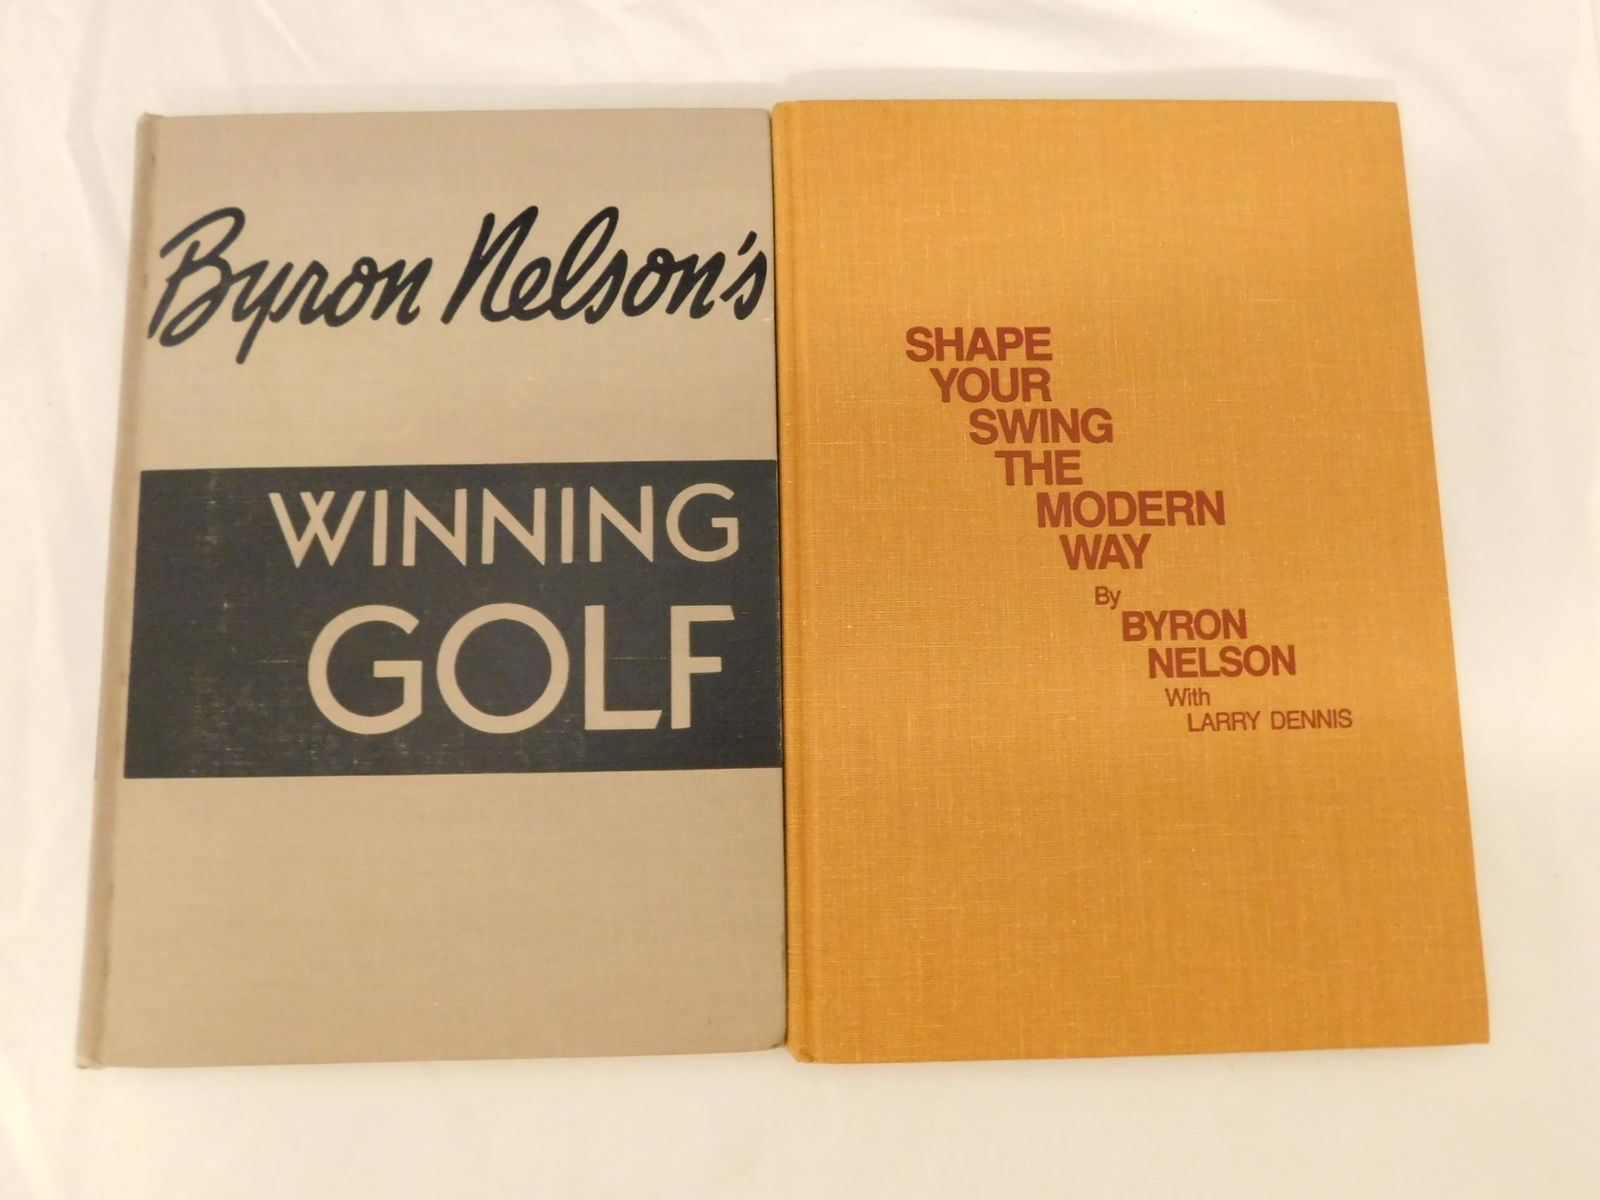 Byron Nelson's
WINNING
GOLF
SHAPE
YOUR
SWING
THE
MODERN
WAY
By
BYRON
NELSON
With
LARRY DENNIS